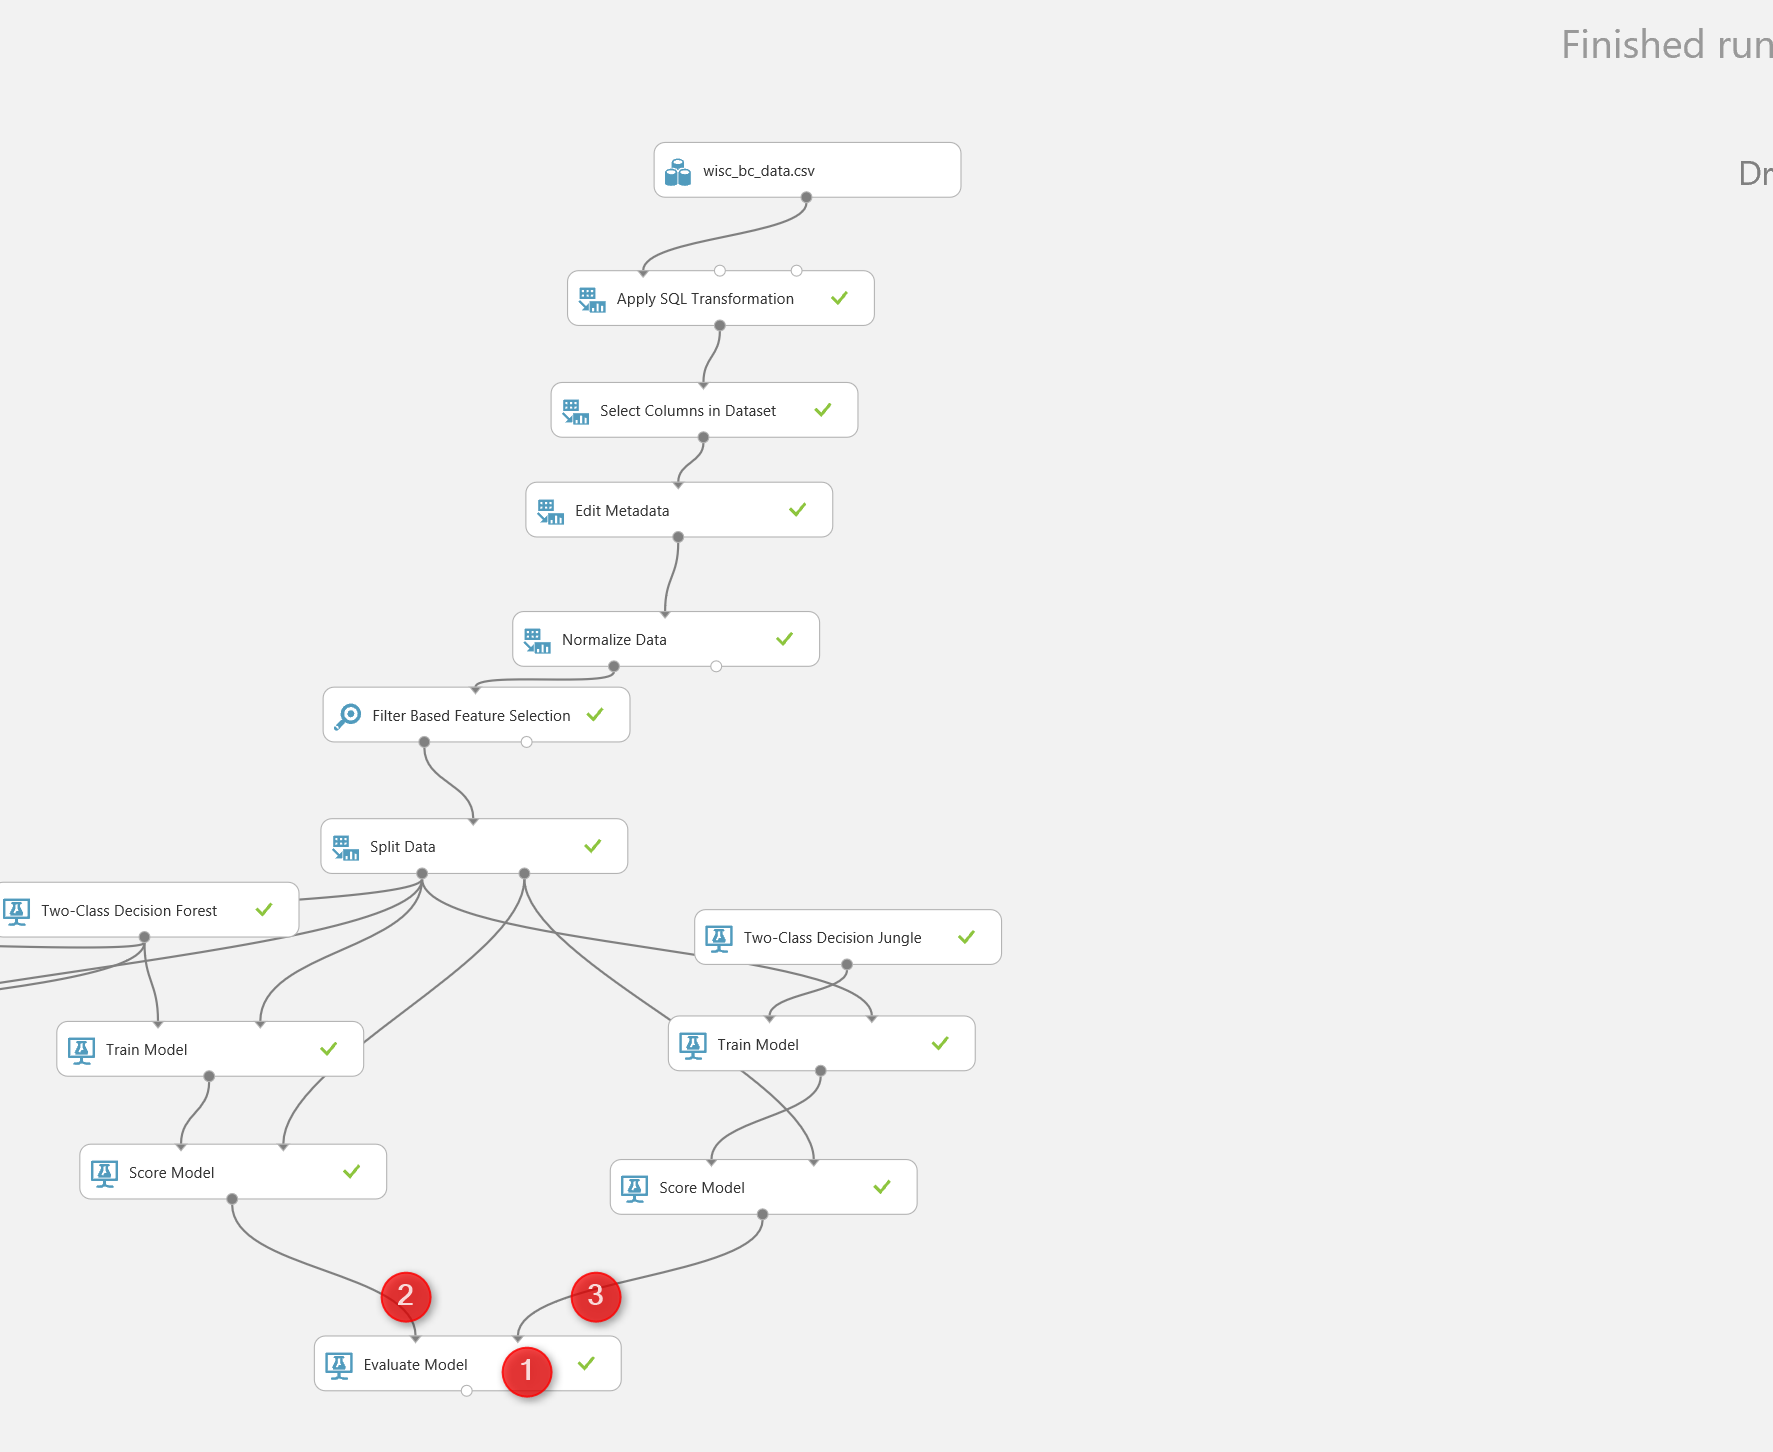 Finished run
wisc_bc_data.csv
Dr
Apply SQL Transformation
Select Columns in Dataset
Edit Metadata
Normalize Data
Filter Based Feature Selection
Split Data
Two-Class Decision Forest
Two-Class Decision Jungle
Train Model
Train Model
Score Model
Score Model
2
3
Evaluate Model
1